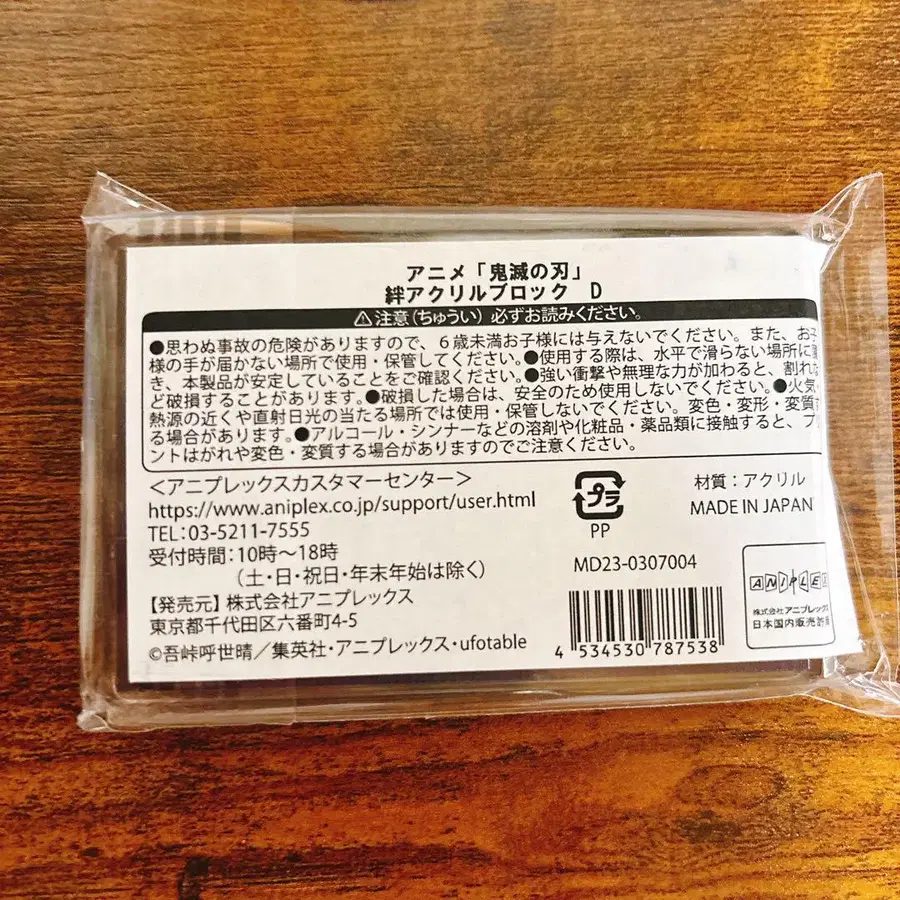 アニメ「鬼滅の刃」
絆アクリルブロック D
⚠注意(ちゅうい) 必ずお読みください。
●思わぬ事故の危険がありますので、6歳未満お子様には与えないでください。また、お子
様の手が届かない場所で使用・保管してください。●使用する際は、水平で滑らない場所に
き、本製品が安定していることをご確認ください。●強い衝撃や無理な力が加わると、割れな
ど破損することがあります。●破損した場合は、安全のため使用しないでください。●火気
熱源の近くや直射日光の当たる場所では使用・保管しないでください。変色・変形・変質す
る場合があります。●アルコール・シンナーなどの溶剤や化粧品・薬品類に接触すると、プリ
ントはがれや変色・変質する場合がありますのでご注意ください。
<アニプレックスカスタマーセンター>
https://www.aniplex.co.jp/support/user.html
TEL:03-5211-7555
受付時間:10時~18時
(土・日・祝日・年末年始は除く)
【発売元】株式会社アニプレックス
東京都千代田区六番町4-5
©吾峠呼世晴/集英社・アニプレックス・ufotable
プラ
PP
材質:アクリル
MADE IN JAPAN
MD23-0307004
4 534530 787538
ANIPLEX
株式会社アニプレックス
日本国内販売許諾